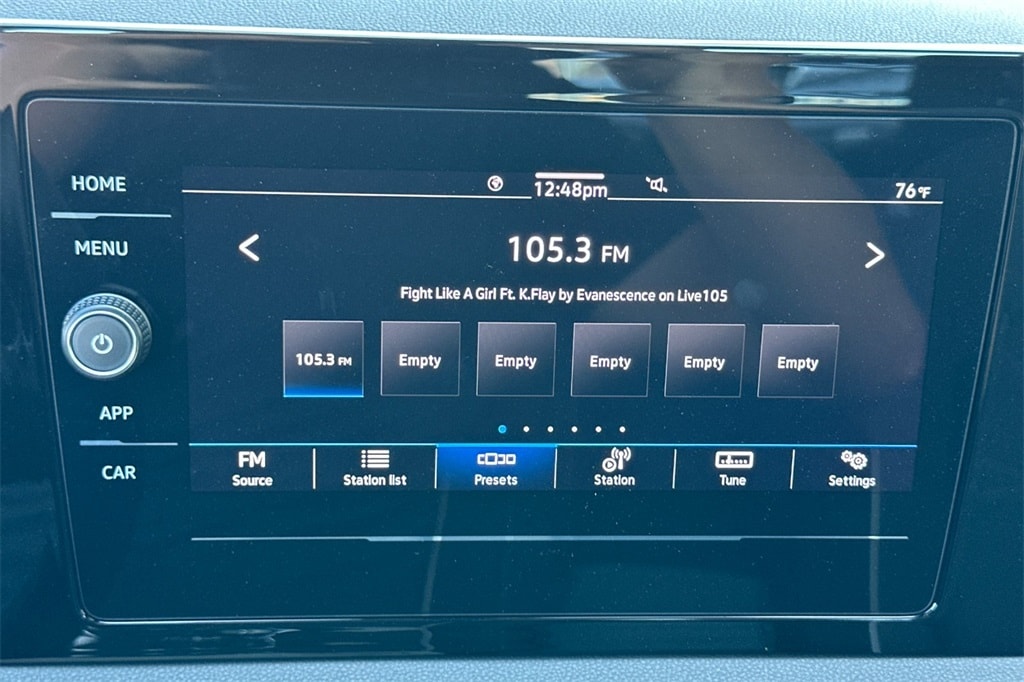 HOME
MENU
APP
CAR
12:48pm
76°F
105.3 FM
Fight Like A Girl Ft. K.Flay by Evanescence on Live105
105.3 FM
Empty
Empty
Empty
Empty
Empty
FM
Source
Station list
Presets
Station
Tune
Settings